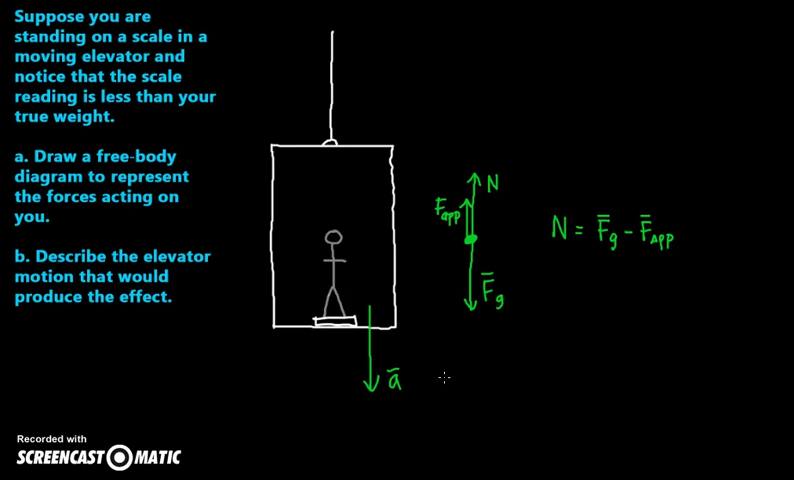 Suppose you are
standing on a scale in a
moving elevator and
notice that the scale
reading is less than your
true weight.
a. Draw a free-body
diagram to represent
the forces acting on
you.
b. Describe the elevator
motion that would
produce the effect.
N
F̄app
F̄g
N = F̄g - F̄APP
ā
Recorded with
SCREENCAST MATIC